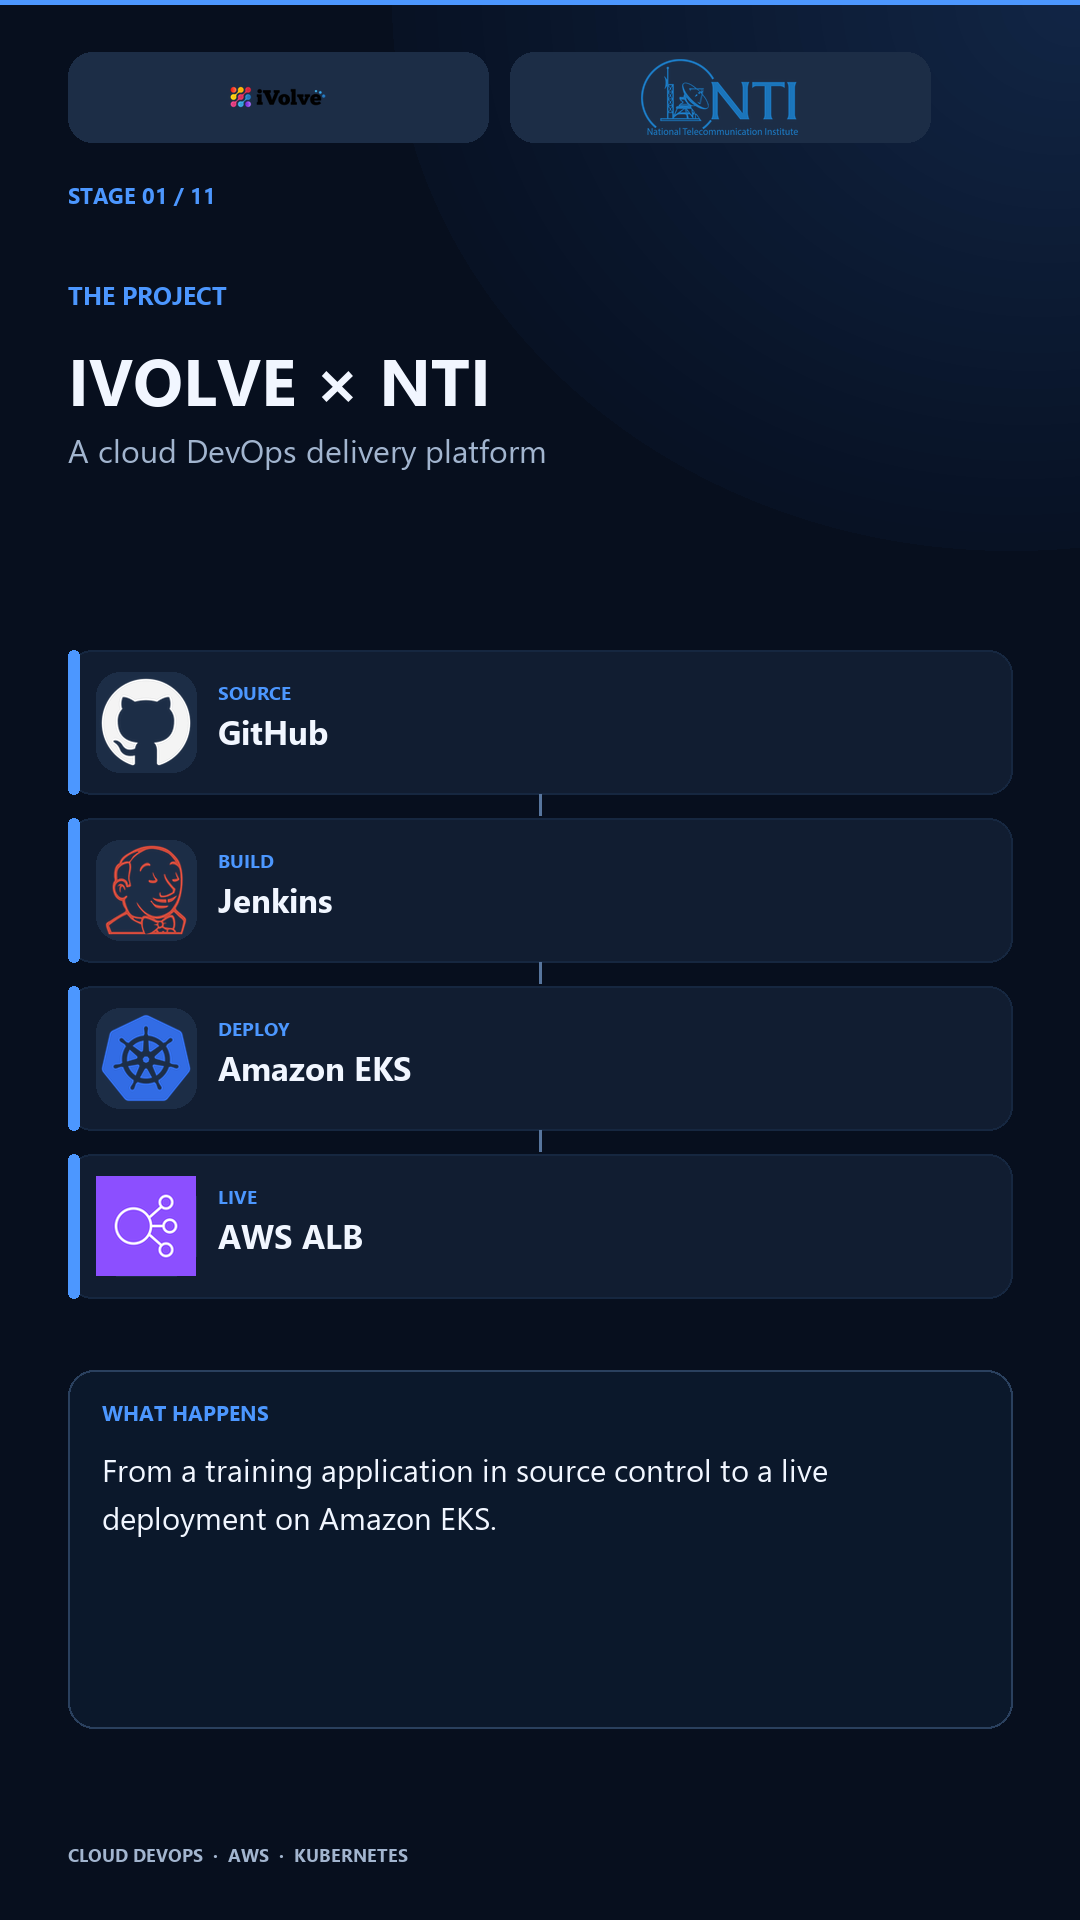 iVolve
NTI
National Telecommunication Institute
STAGE 01 / 11
THE PROJECT
IVOLVE × NTI
A cloud DevOps delivery platform
SOURCE
GitHub
BUILD
Jenkins
DEPLOY
Amazon EKS
LIVE
AWS ALB
WHAT HAPPENS
From a training application in source control to a live
deployment on Amazon EKS.
CLOUD DEVOPS · AWS · KUBERNETES